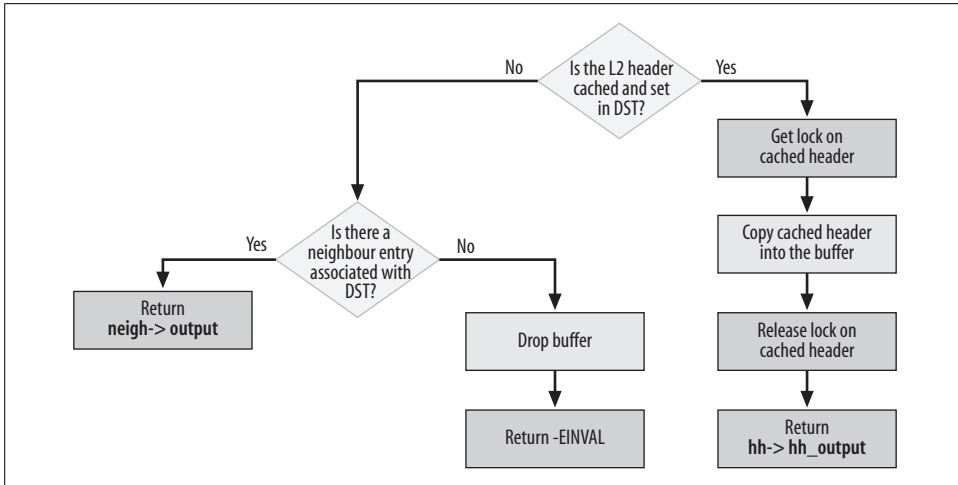 Is the L2 header
cached and set
in DST?
No
Yes
Get lock on
cached header
Copy cached header
into the buffer
Release lock on
cached header
Return
hh-> hh_output
Is there a
neighbour entry
associated with
DST?
Yes
No
Return
neigh-> output
Drop buffer
Return -EINVAL